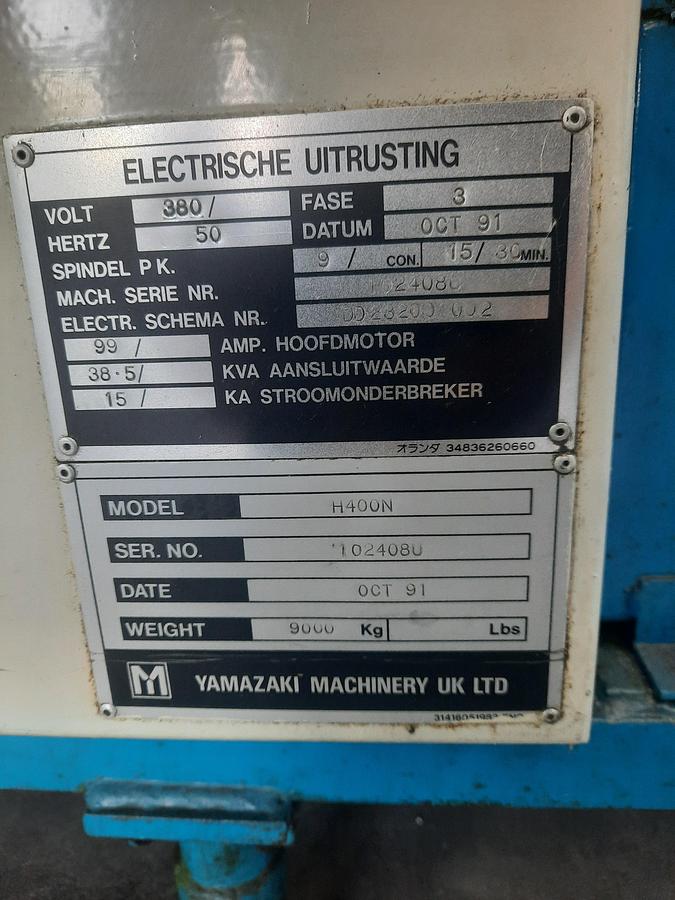 ELECTRISCHE UITRUSTING
VOLT 380/ FASE 3
HERTZ 50 DATUM OCT 91
SPINDEL PK. 9 / CON. 15/ 30 MIN.
MACH. SERIE NR.
ELECTR. SCHEMA NR.
99 / AMP. HOOFDMOTOR
38·5/ KVA AANSLUITWAARDE
15 / KA STROOMONDERBREKER
オランダ 34836260660
MODEL H400N
SER. NO.
DATE OCT 91
WEIGHT 9000 Kg Lbs
M YAMAZAKI MACHINERY UK LTD